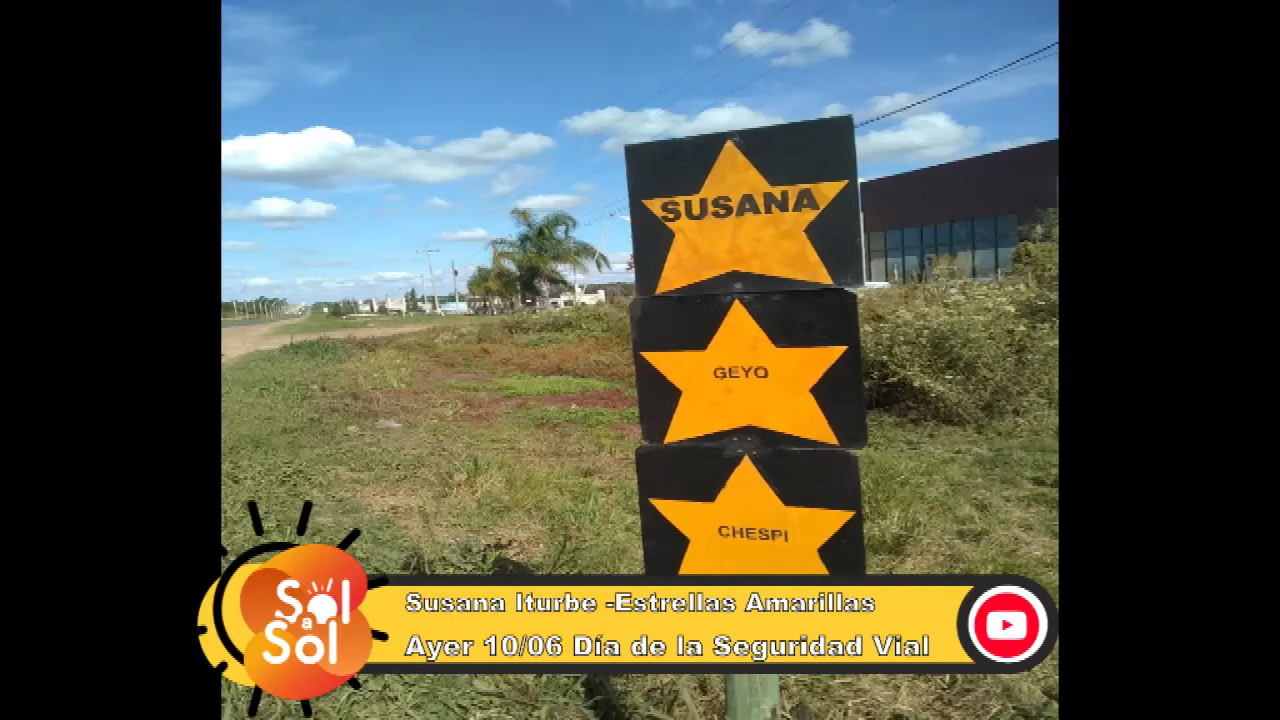 SUSANA
GEYO
CHESPI
Sol
a
Sol
Susana Iturbe -Estrellas Amarillas
Ayer 10/06 Día de la Seguridad Vial